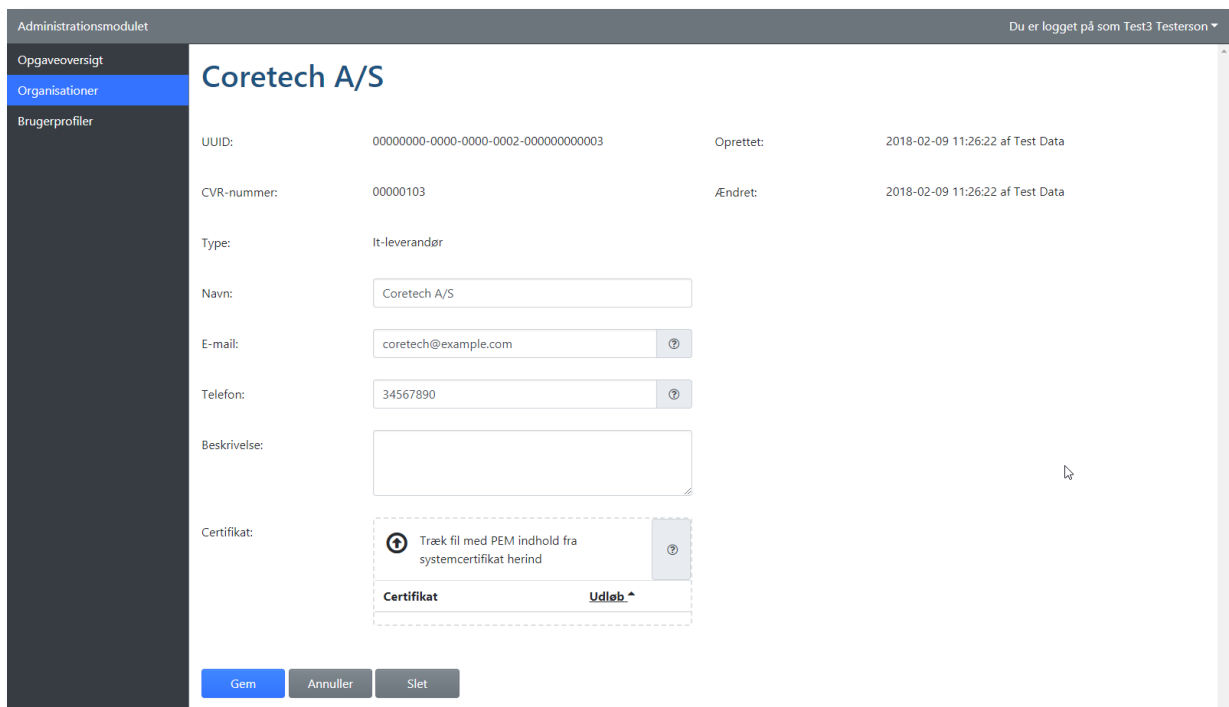 Administrationsmodulet
Du er logget på som Test3 Testerson
Opgaveoversigt
Organisationer
Brugerprofiler
Coretech A/S
UUID: 00000000-0000-0000-0002-000000000003 Oprettet: 2018-02-09 11:26:22 af Test Data
CVR-nummer: 00000103 Ændret: 2018-02-09 11:26:22 af Test Data
Type: It-leverandør
Navn: Coretech A/S
E-mail: coretech@example.com
Telefon: 34567890
Beskrivelse:
Certifikat: Træk fil med PEM indhold fra
systemcertifikat herind
Certifikat Udløb
Gem Annuller Slet